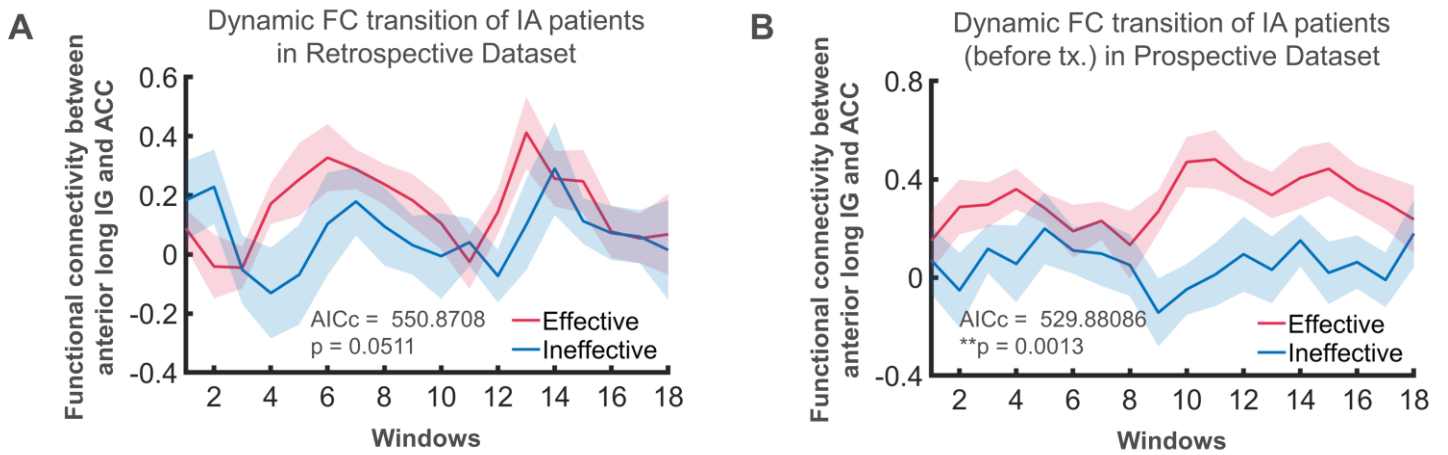 A
Dynamic FC transition of IA patients
in Retrospective Dataset
Functional connectivity between
anterior long IG and ACC
0.6
0.4
0.2
0
-0.2
-0.4
AICc = 550.8708
p = 0.0511
Effective
Ineffective
2 4 6 8 10 12 14 16 18
Windows
B
Dynamic FC transition of IA patients
(before tx.) in Prospective Dataset
Functional connectivity between
anterior long IG and ACC
0.8
0.4
0
-0.4
AICc = 529.88086
**p = 0.0013
Effective
Ineffective
2 4 6 8 10 12 14 16 18
Windows